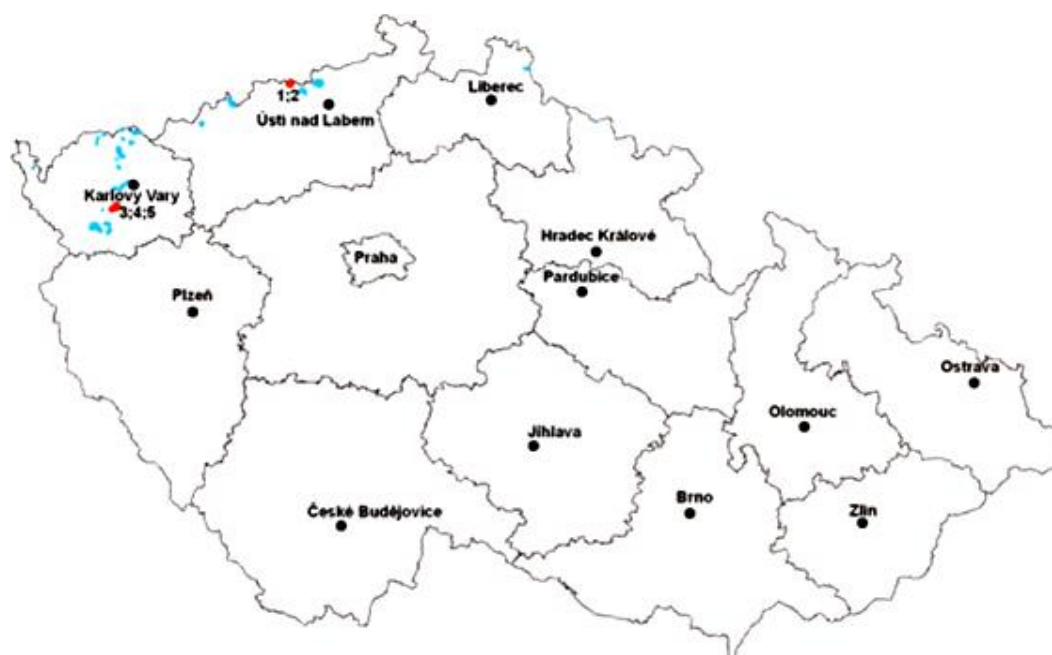 Liberec
1;2
Ústí nad Labem
Karlovy Vary
3;4;5
Hradec Králové
Praha
Pardubice
Plzeň
Ostrava
Olomouc
Jihlava
Brno
Zlín
České Budějovice